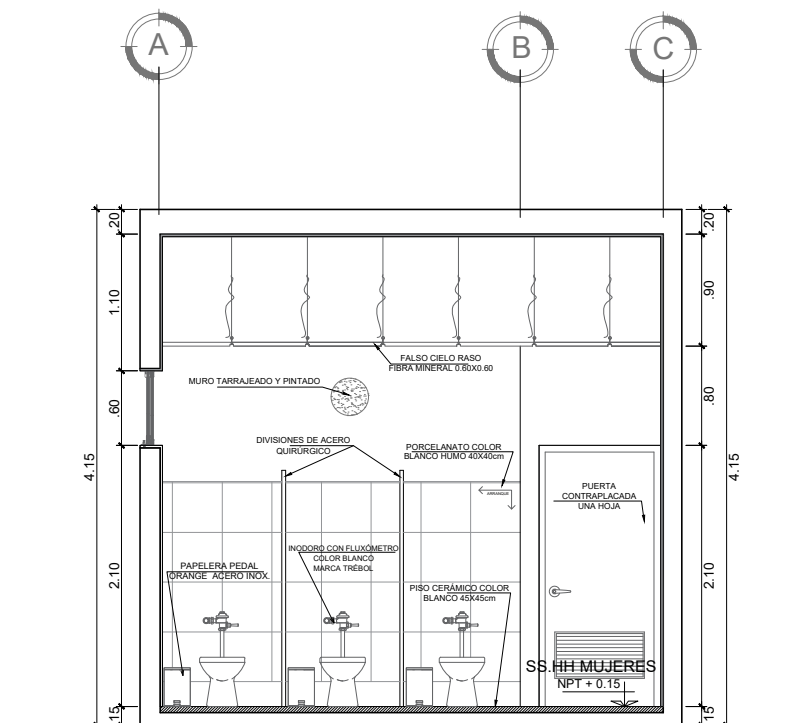 A
B
C
.20
.20
1.10
.90
FALSO CIELO RASO
FIBRA MINERAL 0.60X0.60
MURO TARRAJEADO Y PINTADO
.60
.80
DIVISIONES DE ACERO
QUIRÚRGICO
PORCELANATO COLOR
BLANCO HUMO 40X40cm
4.15
4.15
ARRANQUE
PUERTA
CONTRAPLACADA
UNA HOJA
INODORO CON FLUXÓMETRO
COLOR BLANCO
MARCA TRÉBOL
PAPELERA PEDAL
ORANGE ACERO INOX.
2.10
2.10
PISO CERÁMICO COLOR
BLANCO 45X45cm
SS.HH MUJERES
NPT + 0.15
.15
.15